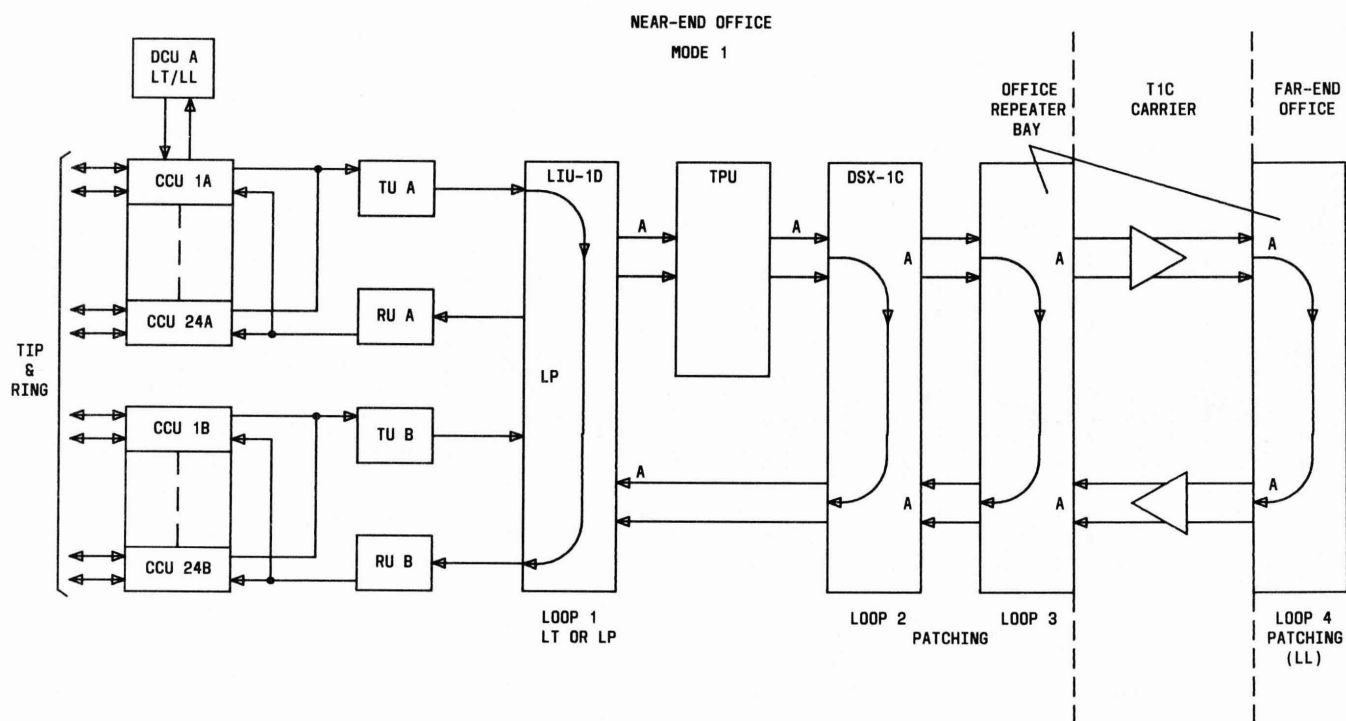 NEAR-END OFFICE
MODE 1
DCU A
LT/LL
OFFICE
REPEATER
BAY
T1C
CARRIER
FAR-END
OFFICE
CCU 1A
TU A
LIU-1D
TPU
DSX-1C
A
A
A
A
A
CCU 24A
RU A
TIP
&
RING
LP
CCU 1B
TU B
A
A
A
A
CCU 24B
RU B
LOOP 1
LT OR LP
LOOP 2
LOOP 3
PATCHING
LOOP 4
PATCHING
(LL)